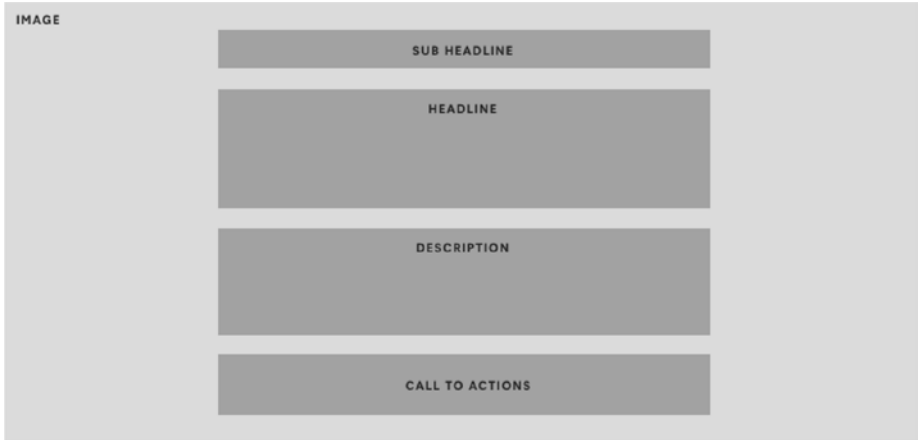 IMAGE
SUB HEADLINE
HEADLINE
DESCRIPTION
CALL TO ACTIONS